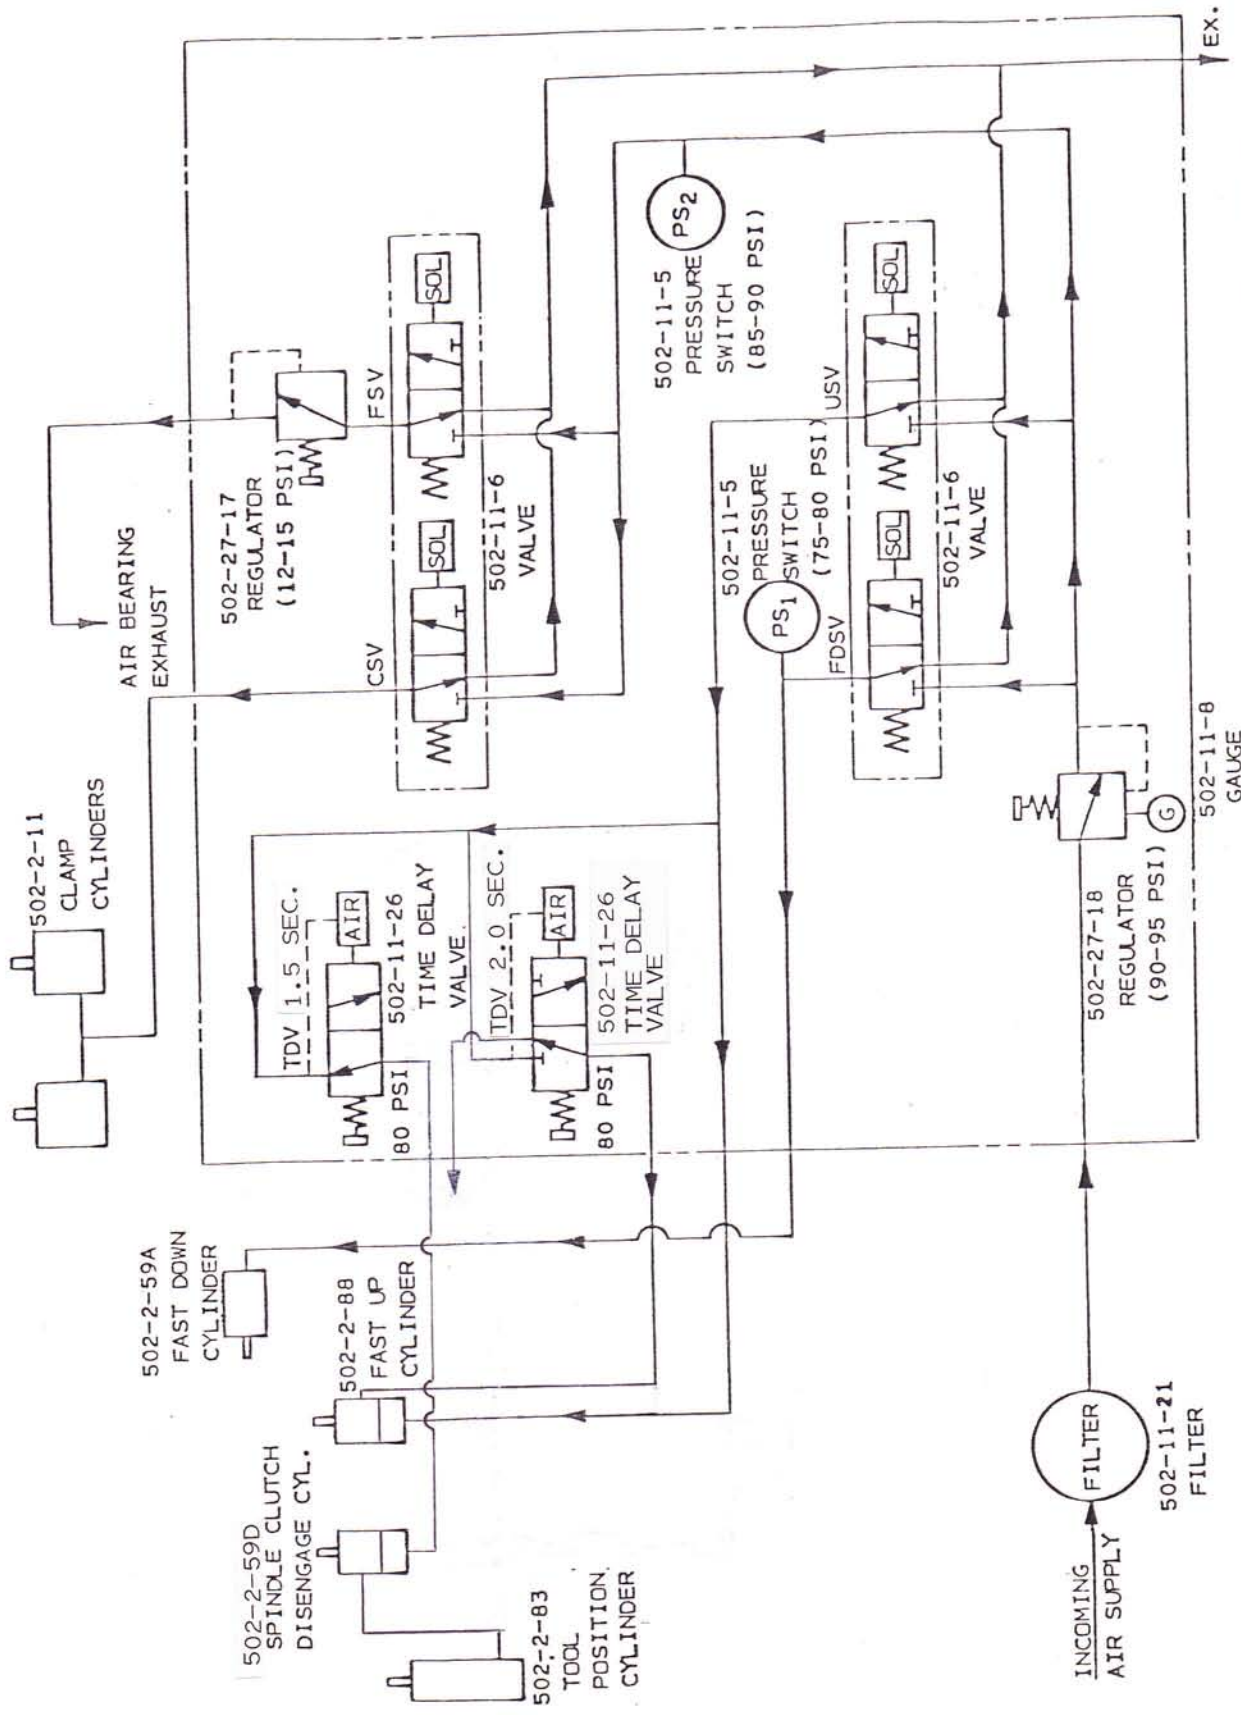 502-2-11
CLAMP
CYLINDERS
AIR BEARING
EXHAUST
502-27-17
REGULATOR
(12-15 PSI)
CSV
FSV
SOL
SOL
502-11-6
VALVE
TDV 1.5 SEC.
AIR
502-11-26
TIME DELAY
VALVE.
80 PSI
TDV 2.0 SEC.
AIR
502-11-26
TIME DELAY
VALVE
80 PSI
PS2
502-11-5
PRESSURE
SWITCH
(85-90 PSI)
PS1
502-11-5
PRESSURE
SWITCH
(75-80 PSI)
FDSV
USV
SOL
SOL
502-11-6
VALVE
EX.
502-2-59A
FAST DOWN
CYLINDER
502-2-88
FAST UP
CYLINDER
502-2-59D
SPINDLE CLUTCH
DISENGAGE CYL.
502-2-83
TOOL
POSITION
CYLINDER
G
502-11-8
GAUGE
502-27-18
REGULATOR
(90-95 PSI)
FILTER
502-11-21
FILTER
INCOMING
AIR SUPPLY